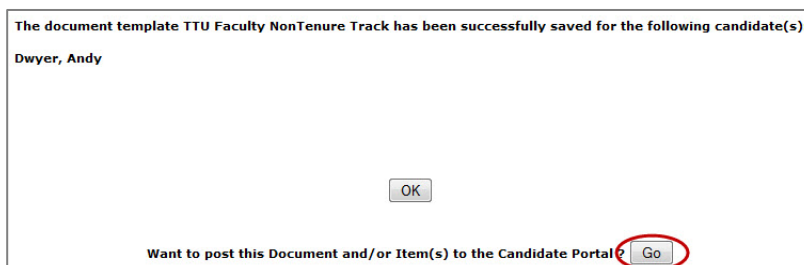 The document template TTU Faculty NonTenure Track has been successfully saved for the following candidate(s)
Dwyer, Andy
OK
Want to post this Document and/or Item(s) to the Candidate Portal ? Go